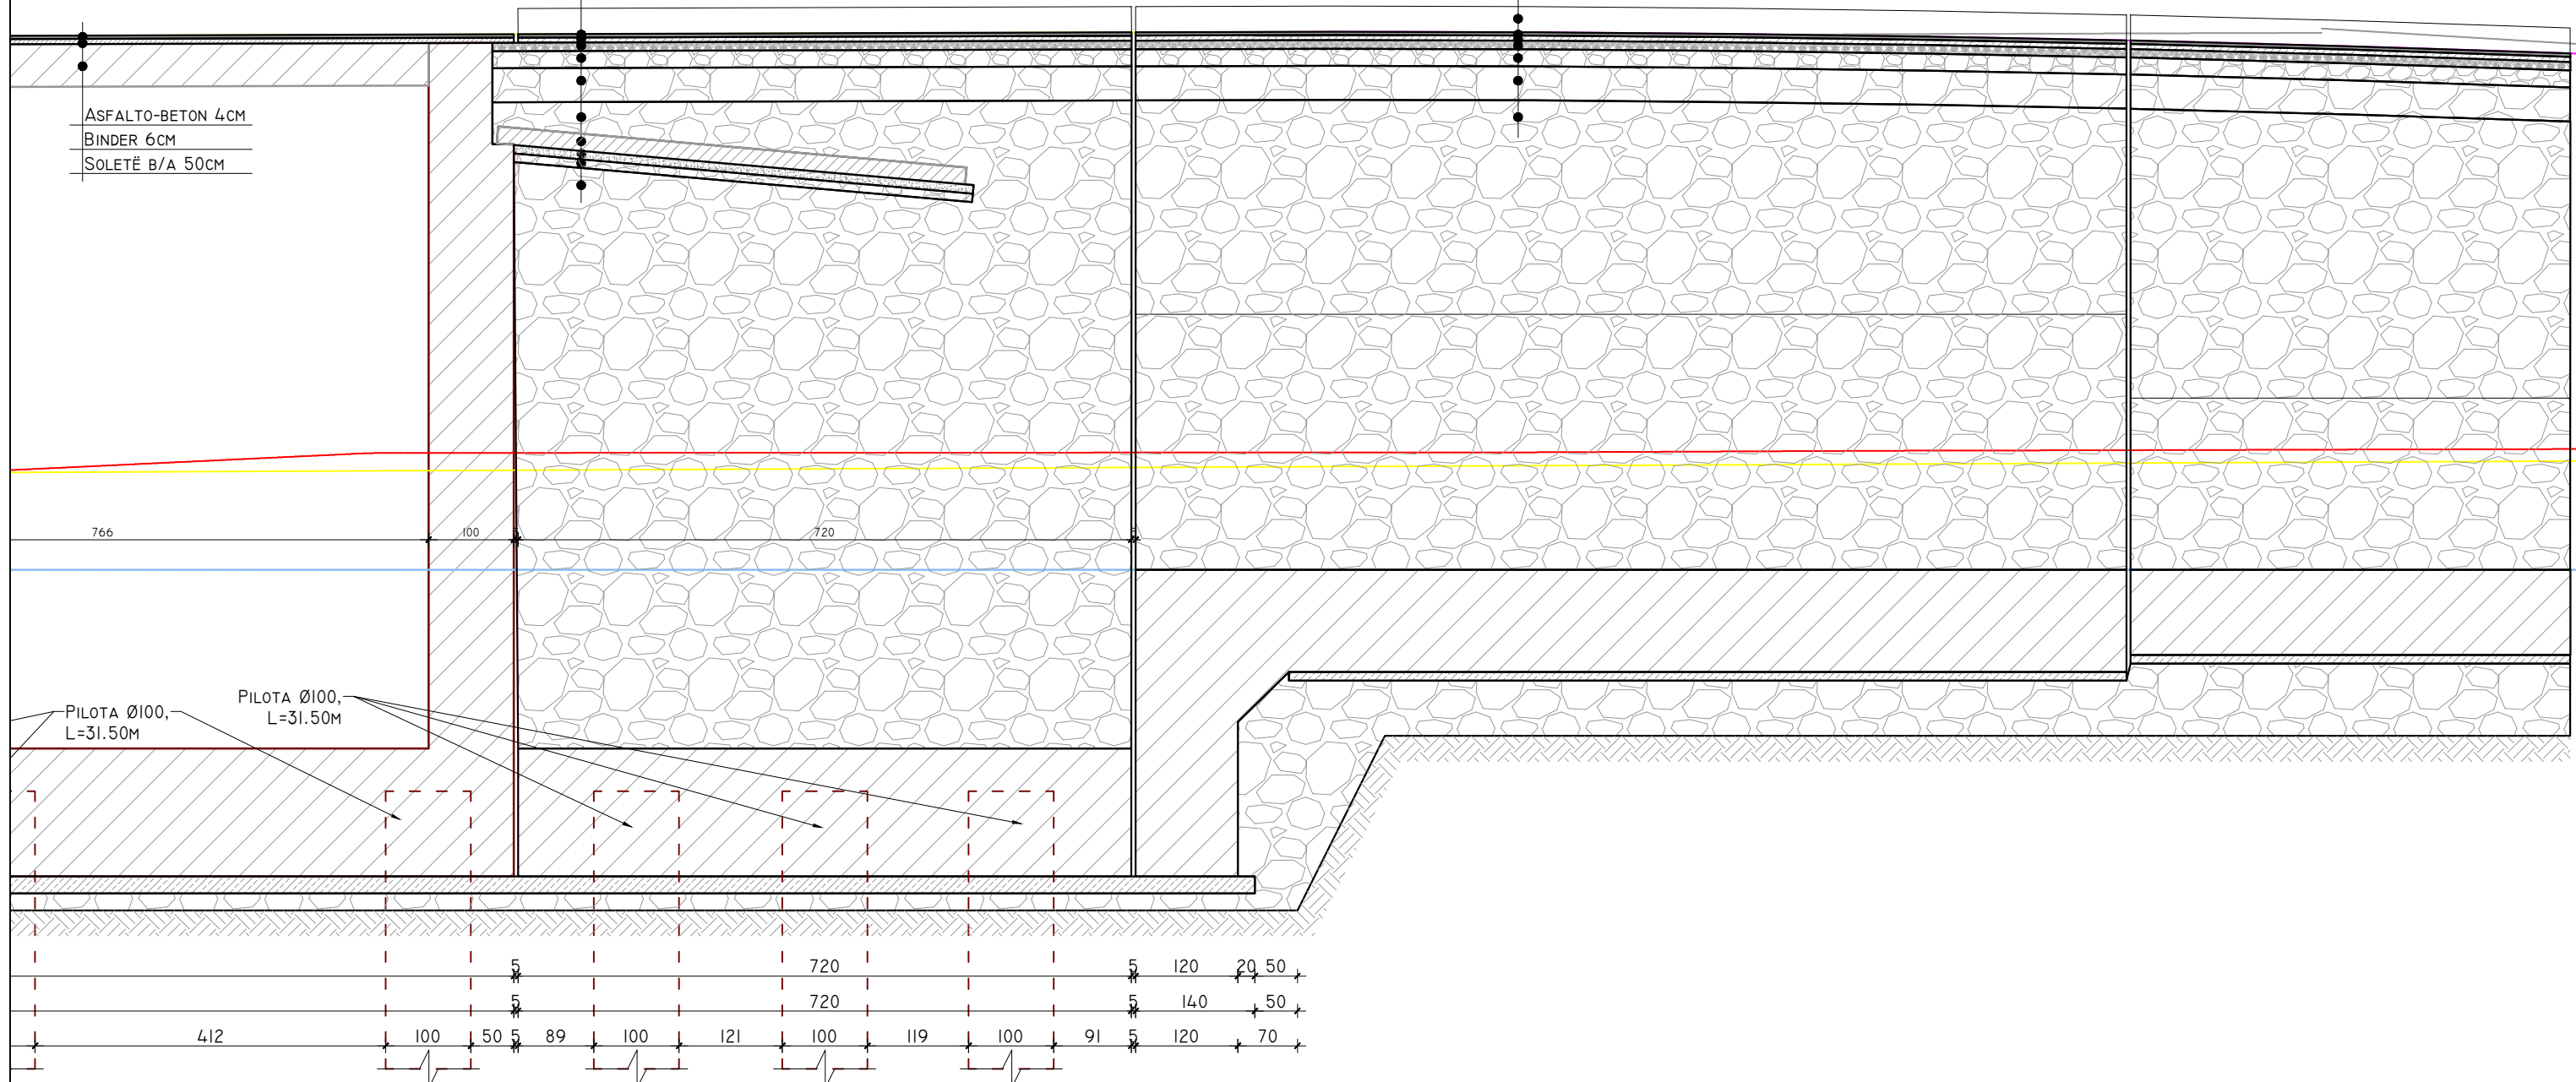 ASFALTO-BETON 4CM
BINDER 6CM
SOLETË B/A 50CM
766 100 5 720 5
PILOTA Ø100,
L=31.50M
PILOTA Ø100,
L=31.50M
5 720 5 120 20 50
5 720 5 140 50
412 100 50 5 89 100 121 100 119 100 91 5 120 70